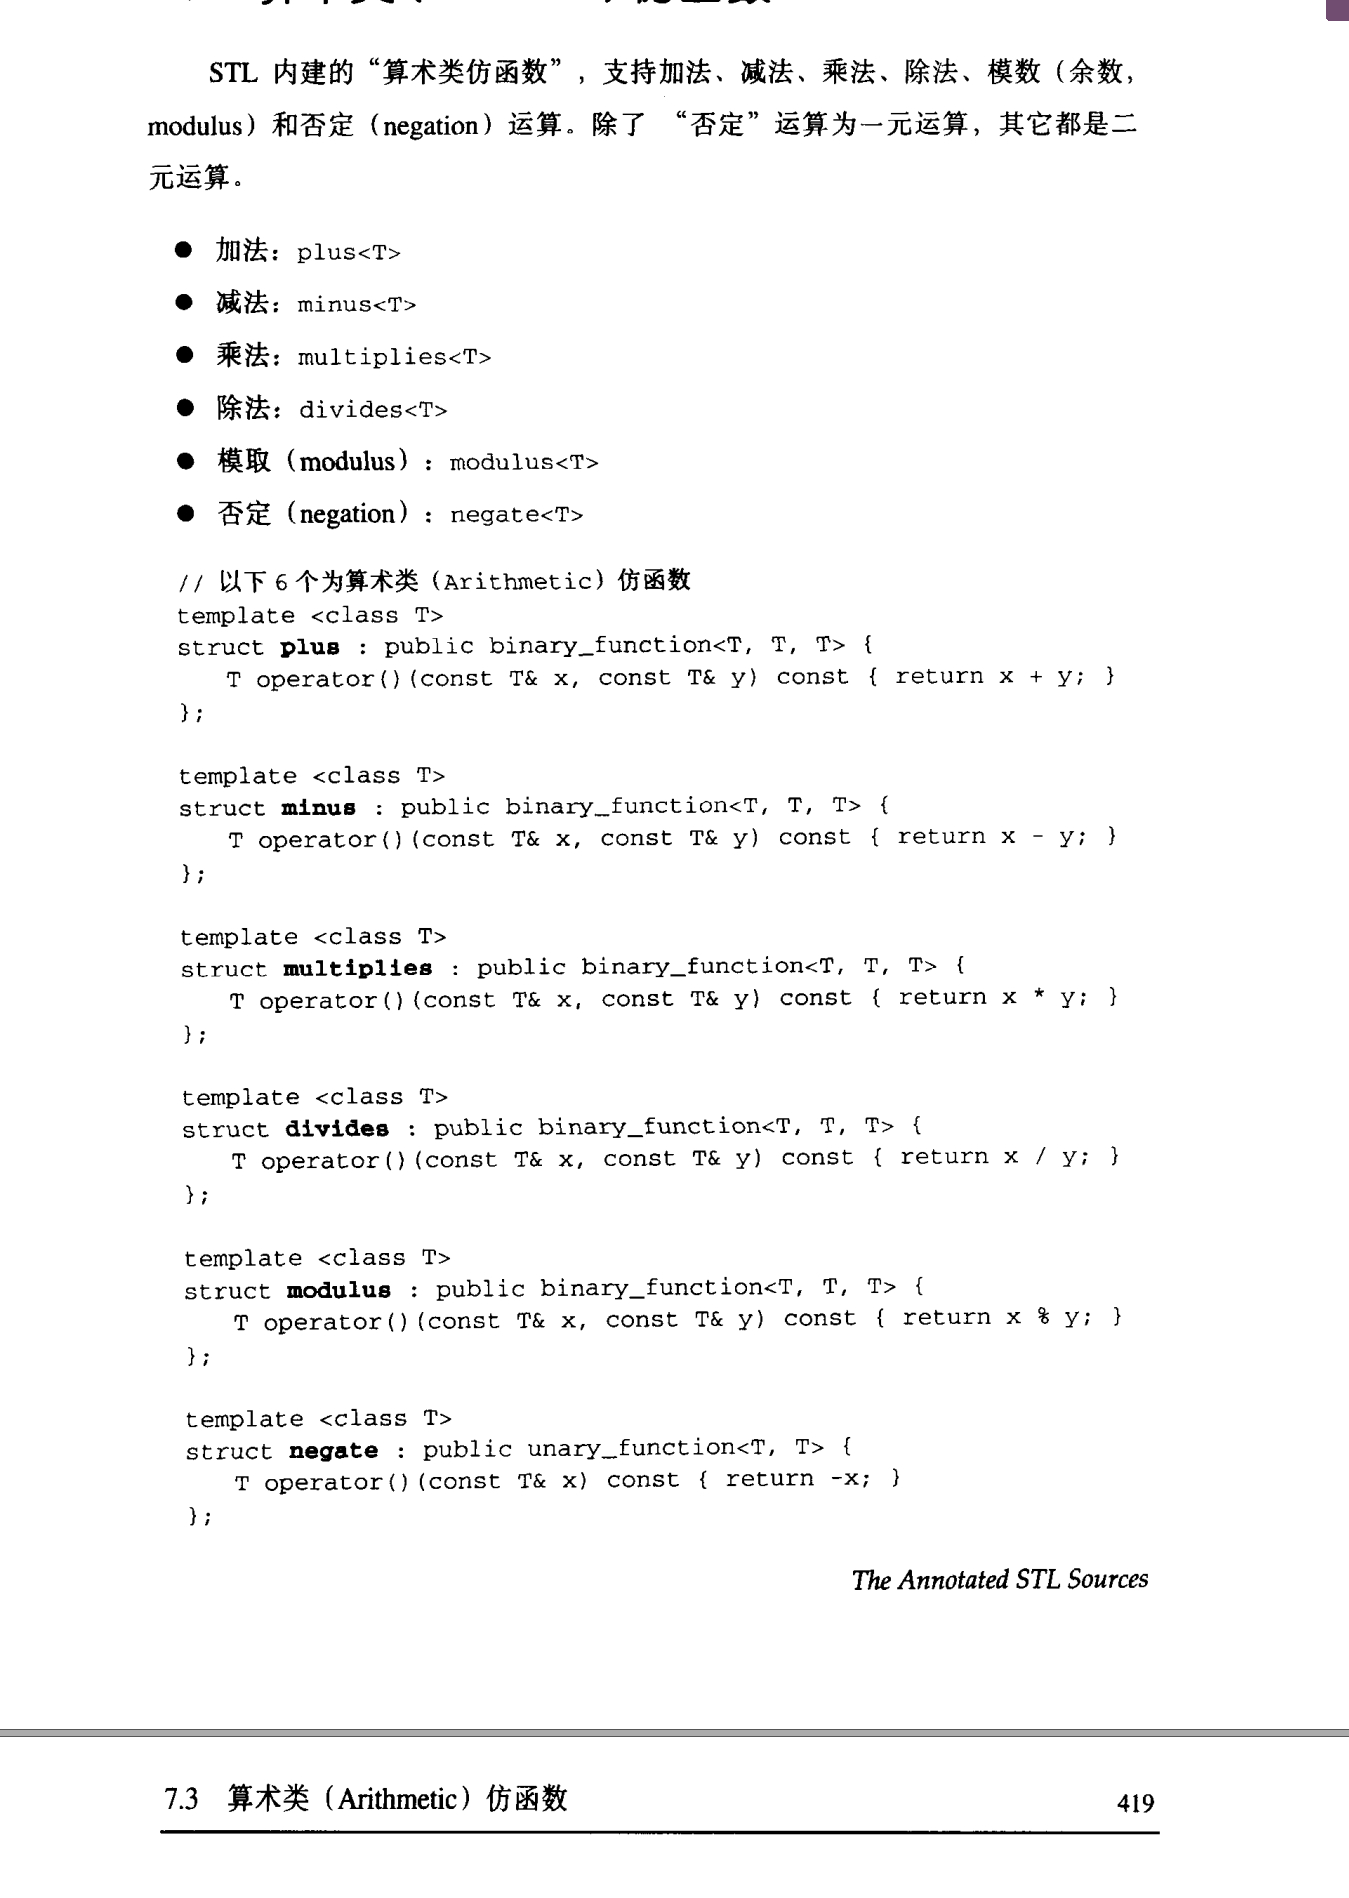 STL 内建的“算术类仿函数”，支持加法、减法、乘法、除法、模数（余数，
modulus）和否定（negation）运算。除了 “否定”运算为一元运算，其它都是二
元运算。
● 加法：plus<T>
● 减法：minus<T>
● 乘法：multiplies<T>
● 除法：divides<T>
● 模取（modulus）：modulus<T>
● 否定（negation）：negate<T>
// 以下 6 个为算术类（Arithmetic）仿函数
template <class T>
struct plus : public binary_function<T, T, T> {
T operator()(const T& x, const T& y) const { return x + y; }
};
template <class T>
struct minus : public binary_function<T, T, T> {
T operator()(const T& x, const T& y) const { return x - y; }
};
template <class T>
struct multiplies : public binary_function<T, T, T> {
T operator()(const T& x, const T& y) const { return x * y; }
};
template <class T>
struct divides : public binary_function<T, T, T> {
T operator()(const T& x, const T& y) const { return x / y; }
};
template <class T>
struct modulus : public binary_function<T, T, T> {
T operator()(const T& x, const T& y) const { return x % y; }
};
template <class T>
struct negate : public unary_function<T, T> {
T operator()(const T& x) const { return -x; }
};
The Annotated STL Sources
7.3 算术类（Arithmetic）仿函数 419